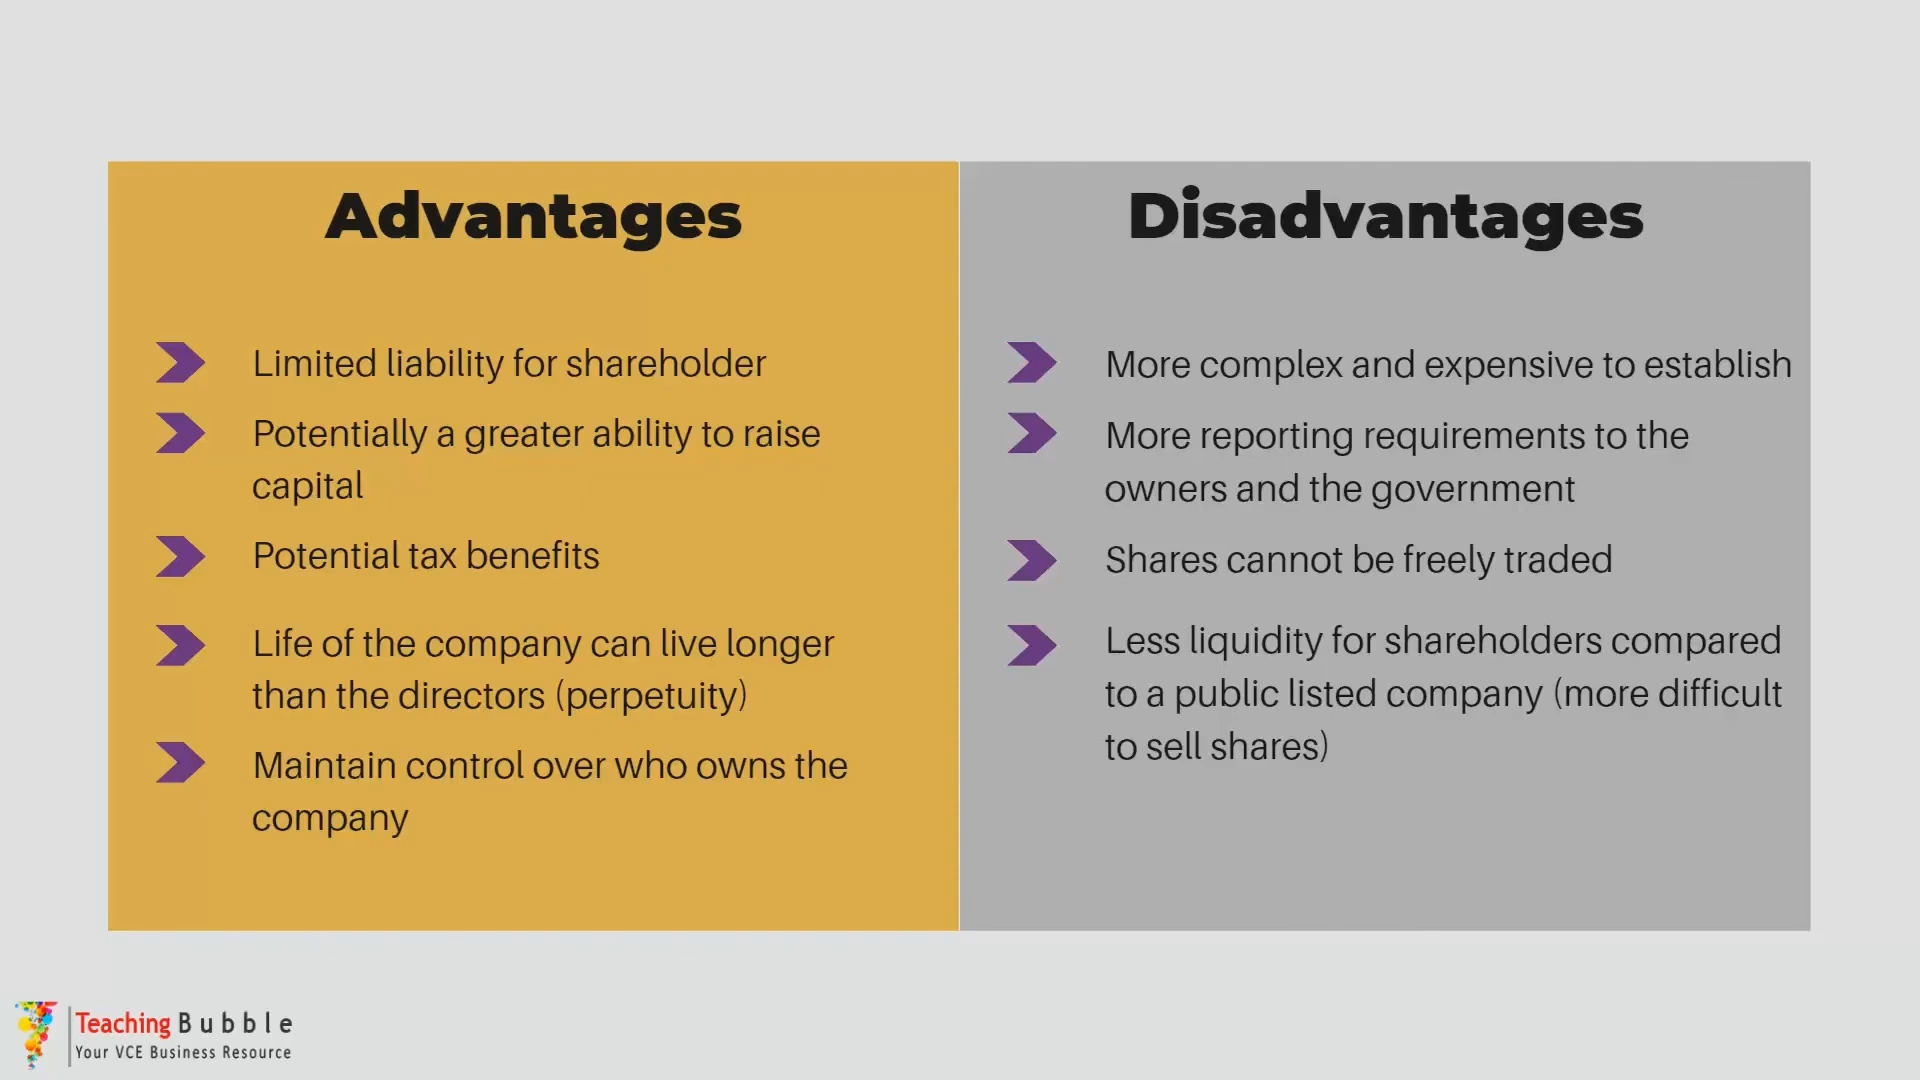 Advantages
Limited liability for shareholder
Potentially a greater ability to raise
capital
Potential tax benefits
Life of the company can live longer
than the directors (perpetuity)
Maintain control over who owns the
company
Disadvantages
More complex and expensive to establish
More reporting requirements to the
owners and the government
Shares cannot be freely traded
Less liquidity for shareholders compared
to a public listed company (more difficult
to sell shares)
Teaching Bubble
Your VCE Business Resource